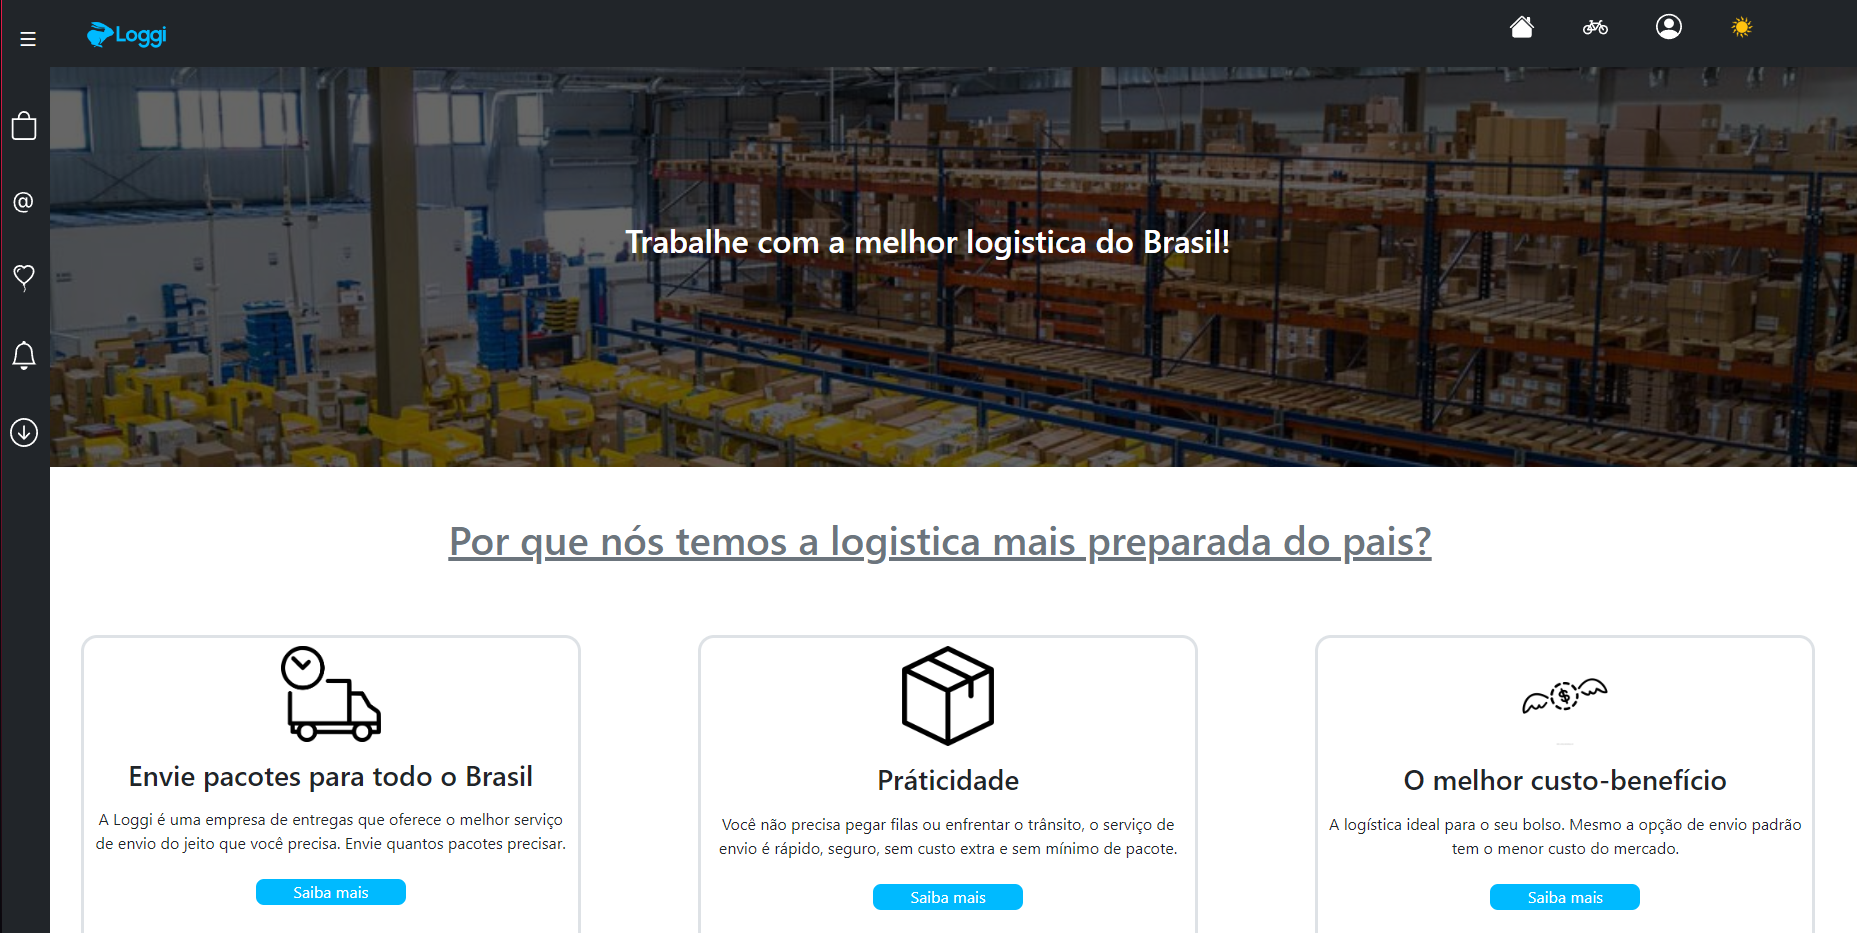 Loggi
Trabalhe com a melhor logistica do Brasil!
Por que nós temos a logistica mais preparada do pais?
Envie pacotes para todo o Brasil
A Loggi é uma empresa de entregas que oferece o melhor serviço
de envio do jeito que você precisa. Envie quantos pacotes precisar.
Saiba mais
Práticidade
Você não precisa pegar filas ou enfrentar o trânsito, o serviço de
envio é rápido, seguro, sem custo extra e sem mínimo de pacote.
Saiba mais
O melhor custo-benefício
A logística ideal para o seu bolso. Mesmo a opção de envio padrão
tem o menor custo do mercado.
Saiba mais